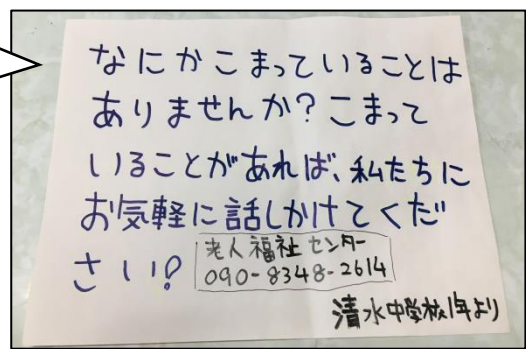 なにかこまっていることは
ありませんか?こまって
いることがあれば、私たちに
お気軽に話しかけてくだ
さい?
老人福祉センター
090-8348-2614
清水中学校1年より